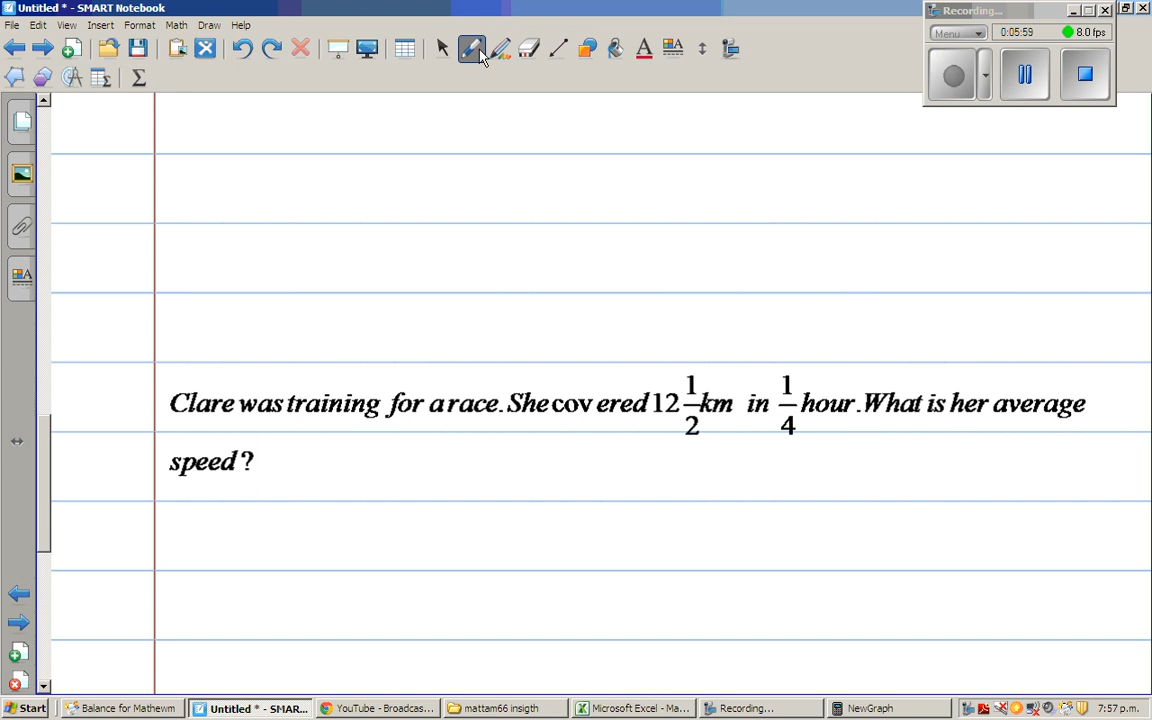 Untitled * - SMART Notebook
File Edit View Insert Format Math Draw Help
Recording...
Menu 0:05:59 8.0 fps
Clare was training for a race. She cov ered 12 1/2 km in 1/4 hour. What is her average
speed?
Start Balance for Mathewm Untitled * - SMAR... YouTube - Broadcas... mattam66 insigth Microsoft Excel - Ma... Recording... NewGraph 7:57 p.m.